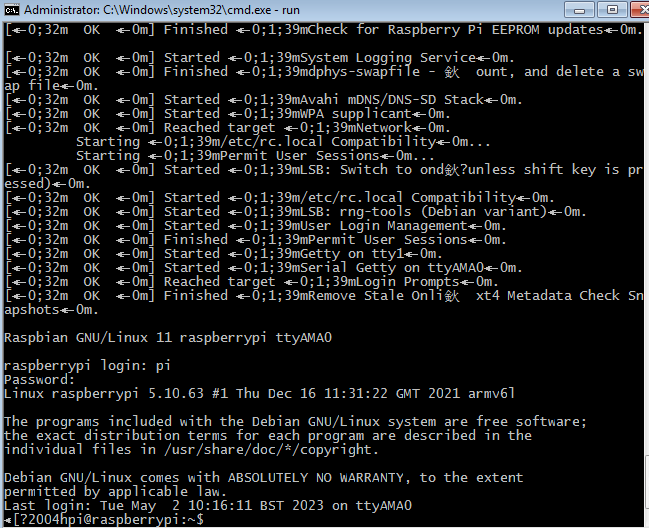 Administrator: C:\Windows\system32\cmd.exe - run
[←0;32m  OK  ←0m] Finished ←0;1;39mCheck for Raspberry Pi EEPROM updates←0m.
[←0;32m  OK  ←0m] Started ←0;1;39mSystem Logging Service←0m.
[←0;32m  OK  ←0m] Finished ←0;1;39mdphys-swapfile - 鈥  ount, and delete a sw
ap file←0m.
[←0;32m  OK  ←0m] Started ←0;1;39mAvahi mDNS/DNS-SD Stack←0m.
[←0;32m  OK  ←0m] Started ←0;1;39mWPA supplicant←0m.
[←0;32m  OK  ←0m] Reached target ←0;1;39mNetwork←0m.
Starting ←0;1;39m/etc/rc.local Compatibility←0m...
Starting ←0;1;39mPermit User Sessions←0m...
[←0;32m  OK  ←0m] Started ←0;1;39mLSB: Switch to ond鈥?unless shift key is pr
essed)←0m.
[←0;32m  OK  ←0m] Started ←0;1;39m/etc/rc.local Compatibility←0m.
[←0;32m  OK  ←0m] Started ←0;1;39mLSB: rng-tools (Debian variant)←0m.
[←0;32m  OK  ←0m] Started ←0;1;39mUser Login Management←0m.
[←0;32m  OK  ←0m] Finished ←0;1;39mPermit User Sessions←0m.
[←0;32m  OK  ←0m] Started ←0;1;39mGetty on tty1←0m.
[←0;32m  OK  ←0m] Started ←0;1;39mSerial Getty on ttyAMA0←0m.
[←0;32m  OK  ←0m] Reached target ←0;1;39mLogin Prompts←0m.
[←0;32m  OK  ←0m] Finished ←0;1;39mRemove Stale Onli鈥  xt4 Metadata Check Sn
apshots←0m.
Raspbian GNU/Linux 11 raspberrypi ttyAMA0
raspberrypi login: pi
Password:
Linux raspberrypi 5.10.63 #1 Thu Dec 16 11:31:22 GMT 2021 armv6l
The programs included with the Debian GNU/Linux system are free software;
the exact distribution terms for each program are described in the
individual files in /usr/share/doc/*/copyright.
Debian GNU/Linux comes with ABSOLUTELY NO WARRANTY, to the extent
permitted by applicable law.
Last login: Tue May  2 10:16:11 BST 2023 on ttyAMA0
←[?2004hpi@raspberrypi:~$